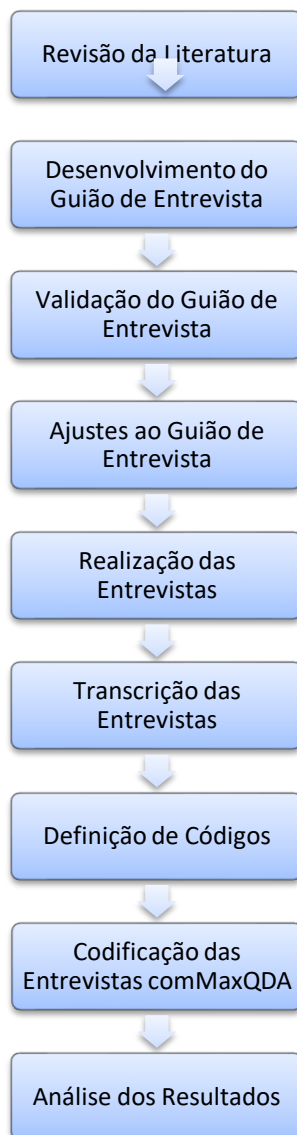 Revisão da Literatura
Desenvolvimento do
Guião de Entrevista
Validação do Guião de
Entrevista
Ajustes ao Guião de
Entrevista
Realização das
Entrevistas
Transcrição das
Entrevistas
Definição de Códigos
Codificação das
Entrevistas comMaxQDA
Análise dos Resultados